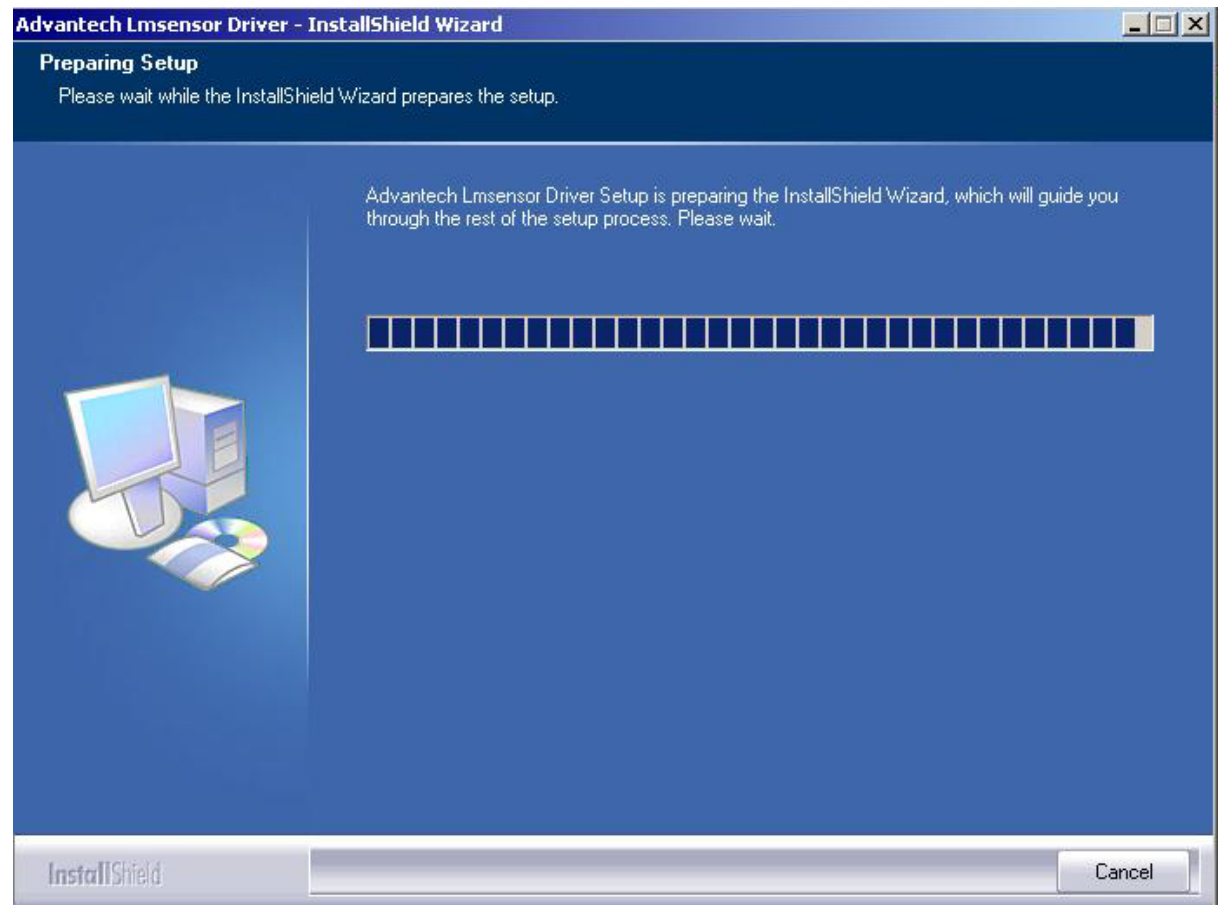 Advantech Lmsensor Driver - InstallShield Wizard
Preparing Setup
Please wait while the InstallShield Wizard prepares the setup.
Advantech Lmsensor Driver Setup is preparing the InstallShield Wizard, which will guide you
through the rest of the setup process. Please wait.
InstallShield
Cancel